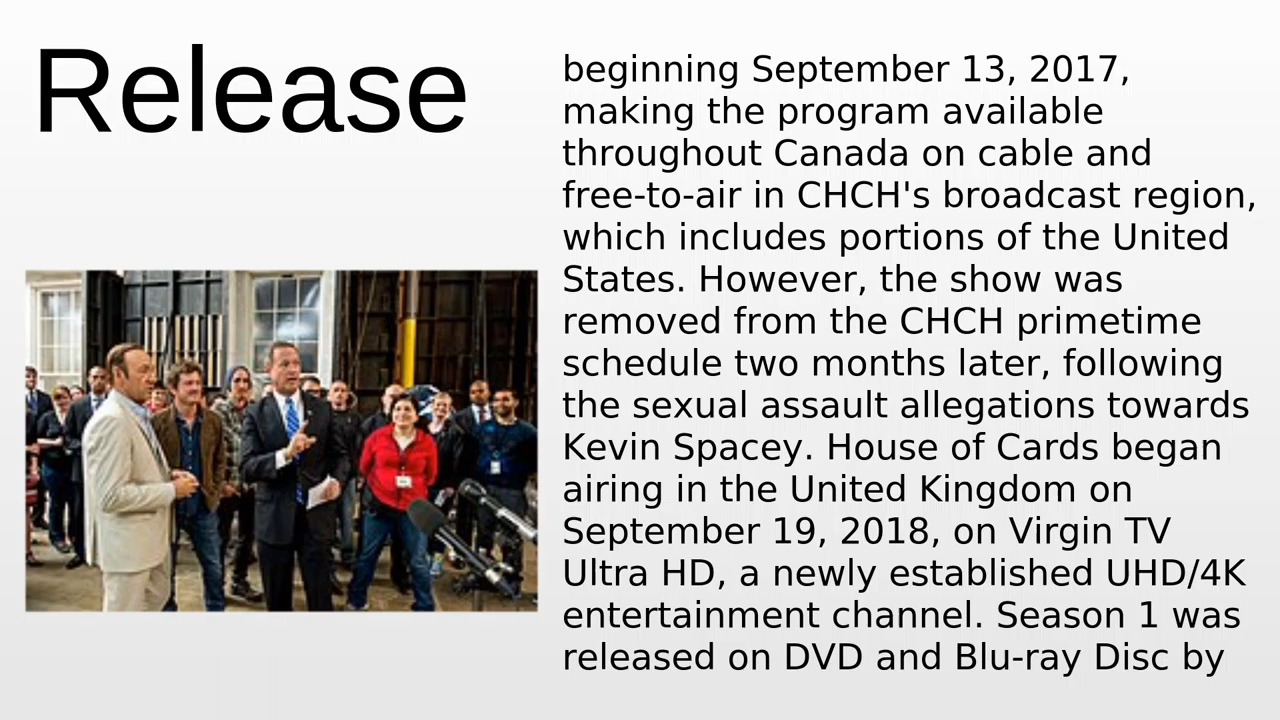 Release
beginning September 13, 2017,
making the program available
throughout Canada on cable and
free-to-air in CHCH's broadcast region,
which includes portions of the United
States. However, the show was
removed from the CHCH primetime
schedule two months later, following
the sexual assault allegations towards
Kevin Spacey. House of Cards began
airing in the United Kingdom on
September 19, 2018, on Virgin TV
Ultra HD, a newly established UHD/4K
entertainment channel. Season 1 was
released on DVD and Blu-ray Disc by